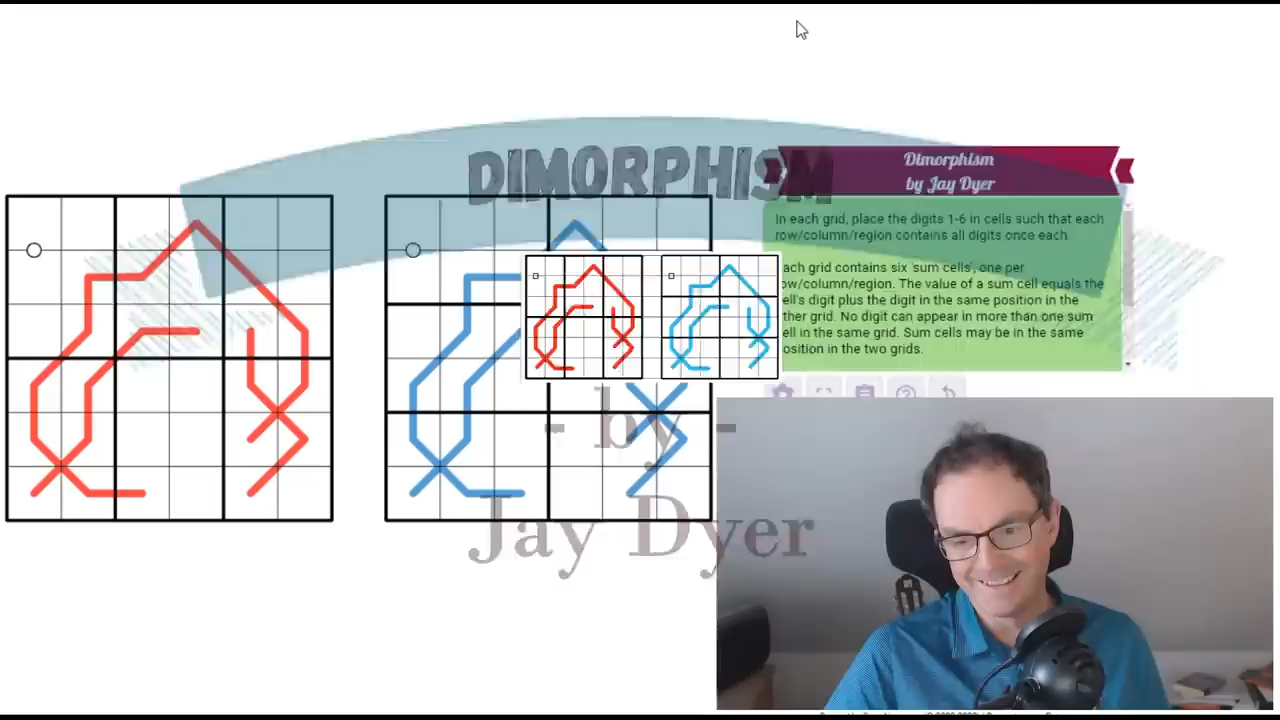 DIMORPHISM
- by -
Jay Dyer
Dimorphism
by Jay Dyer
In each grid, place the digits 1-6 in cells such that each
row/column/region contains all digits once each.
ach grid contains six 'sum cells', one per
ow/column/region. The value of a sum cell equals the
ell's digit plus the digit in the same position in the
ther grid. No digit can appear in more than one sum
ell in the same grid. Sum cells may be in the same
osition in the two grids.